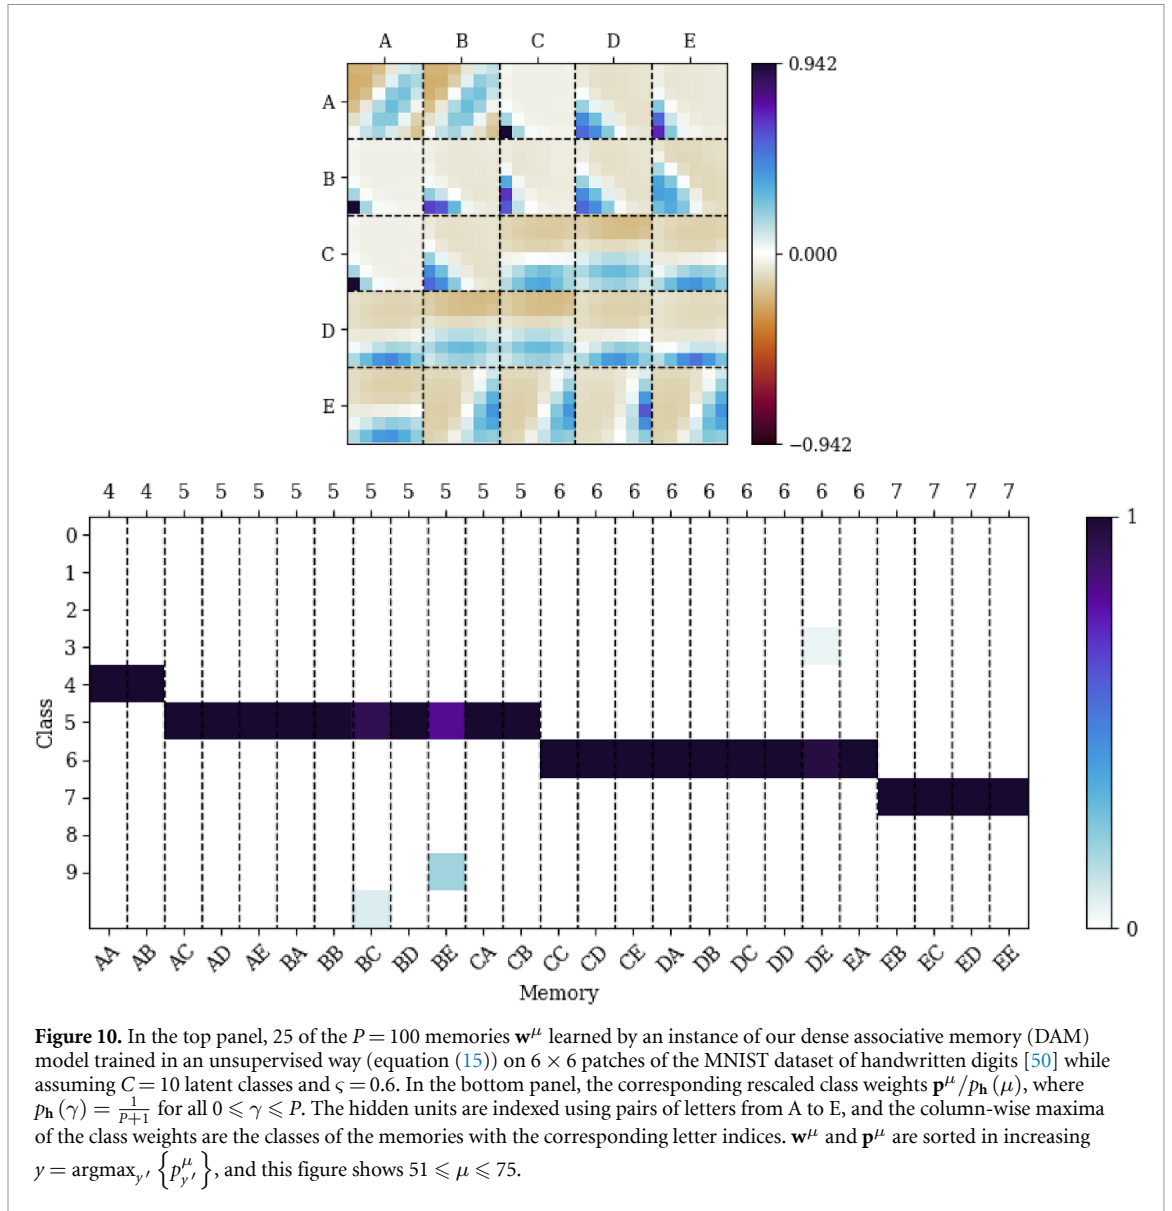 A B C D E
A
B
C
D
E
0.942
0.000
−0.942
4 4 5 5 5 5 5 5 5 5 5 5 6 6 6 6 6 6 6 6 6 7 7 7 7
0
1
2
3
4
5
6
7
8
9
Class
1
0
AA AB AC AD AE BA BB BC BD BE CA CB CC CD CE DA DB DC DD DE EA EB EC ED EE
Memory
Figure 10. In the top panel, 25 of the P = 100 memories w^μ learned by an instance of our dense associative memory (DAM)
model trained in an unsupervised way (equation (15)) on 6 × 6 patches of the MNIST dataset of handwritten digits [50] while
assuming C = 10 latent classes and ς = 0.6. In the bottom panel, the corresponding rescaled class weights p^μ/p_h (μ), where
p_h (γ) = 1/(P+1) for all 0 ⩽ γ ⩽ P. The hidden units are indexed using pairs of letters from A to E, and the column-wise maxima
of the class weights are the classes of the memories with the corresponding letter indices. w^μ and p^μ are sorted in increasing
y = argmax_y′ {p^μ_y′}, and this figure shows 51 ⩽ μ ⩽ 75.